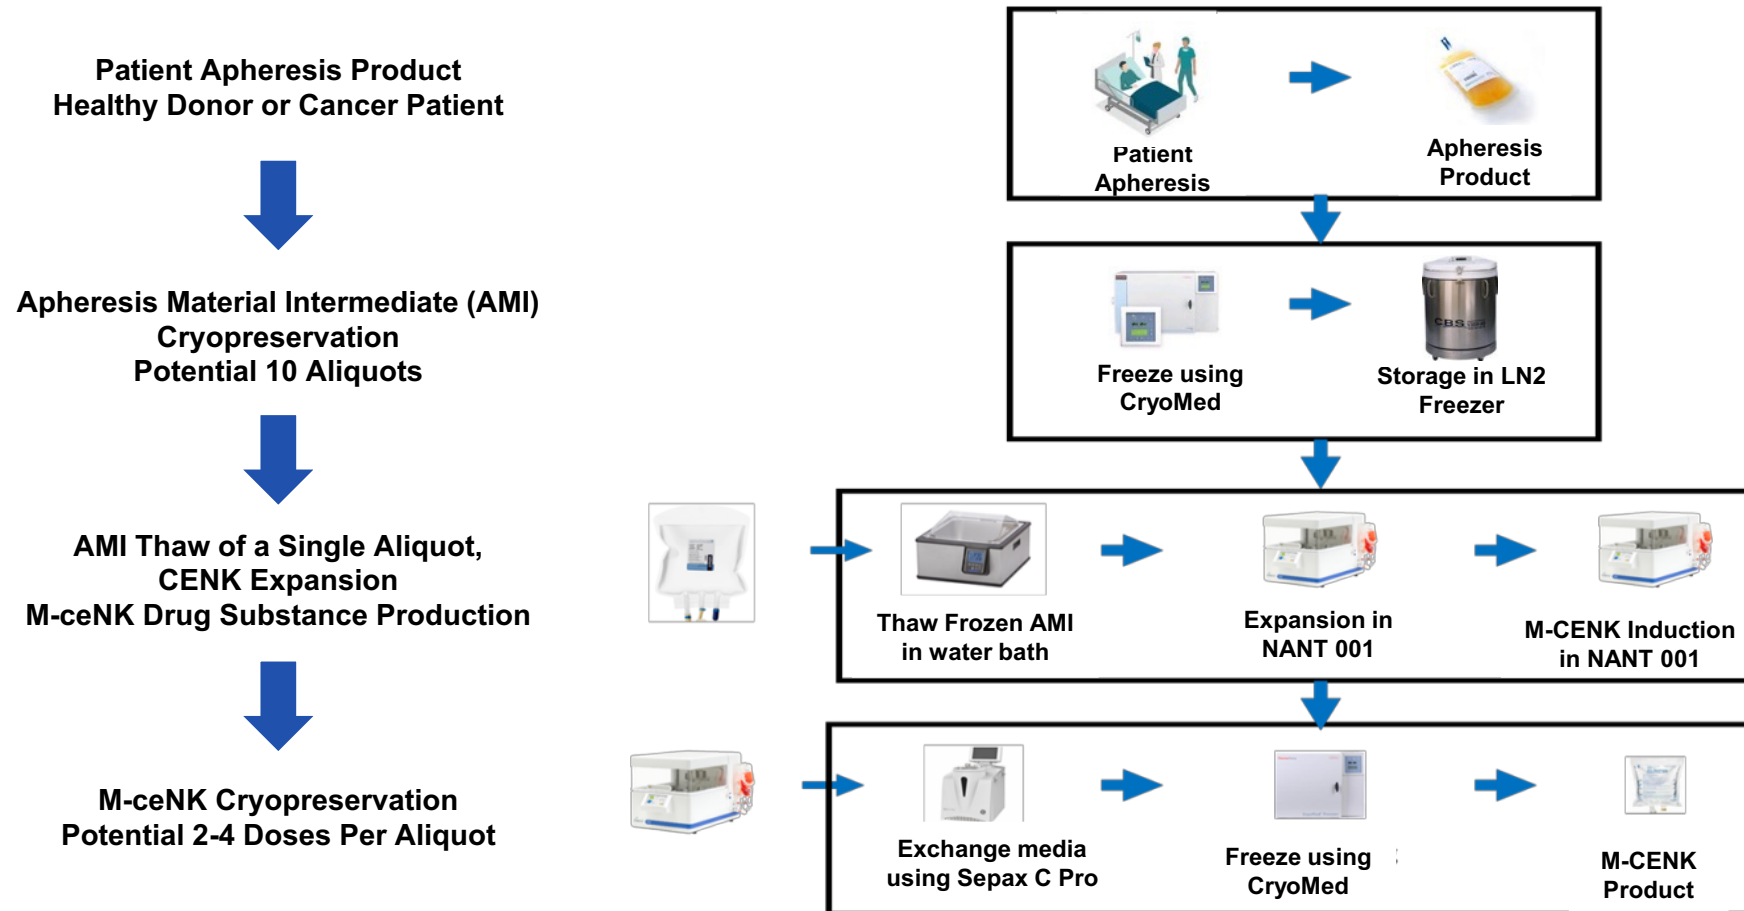 Patient Apheresis Product
Healthy Donor or Cancer Patient
Apheresis Material Intermediate (AMI)
Cryopreservation
Potential 10 Aliquots
AMI Thaw of a Single Aliquot,
CENK Expansion
M-ceNK Drug Substance Production
M-ceNK Cryopreservation
Potential 2-4 Doses Per Aliquot
Patient
Apheresis
Apheresis
Product
Freeze using
CryoMed
CBS
Storage in LN2
Freezer
Thaw Frozen AMI
in water bath
Expansion in
NANT 001
M-CENK Induction
in NANT 001
Exchange media
using Sepax C Pro
Freeze using
CryoMed
M-CENK
Product